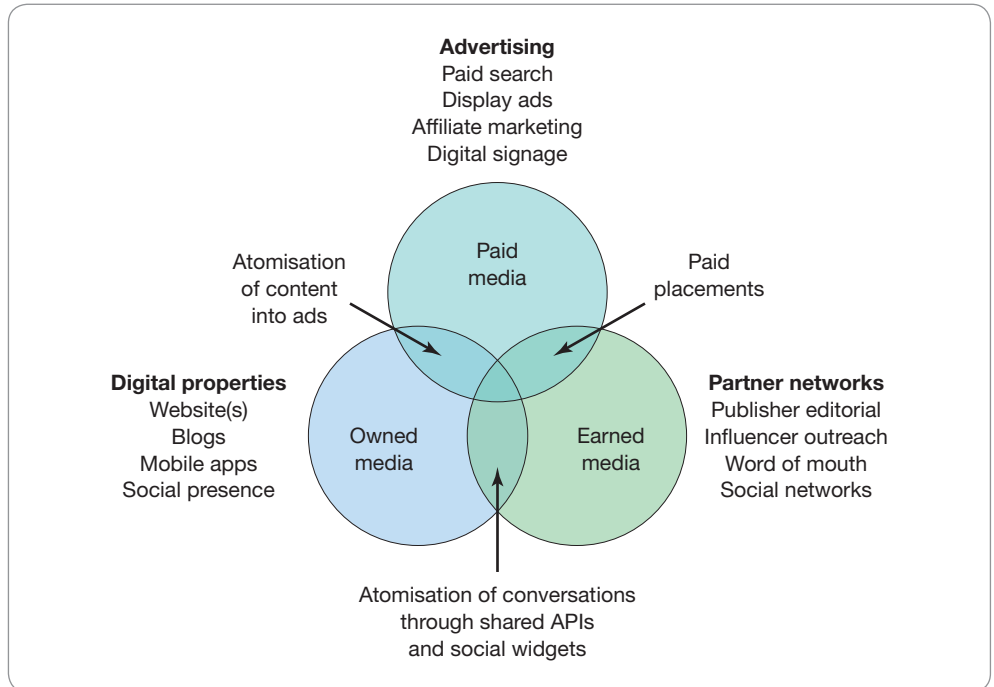 Advertising
Paid search
Display ads
Affiliate marketing
Digital signage
Paid
media
Atomisation
of content
into ads
Paid
placements
Digital properties
Website(s)
Blogs
Mobile apps
Social presence
Owned
media
Earned
media
Partner networks
Publisher editorial
Influencer outreach
Word of mouth
Social networks
Atomisation of conversations
through shared APIs
and social widgets